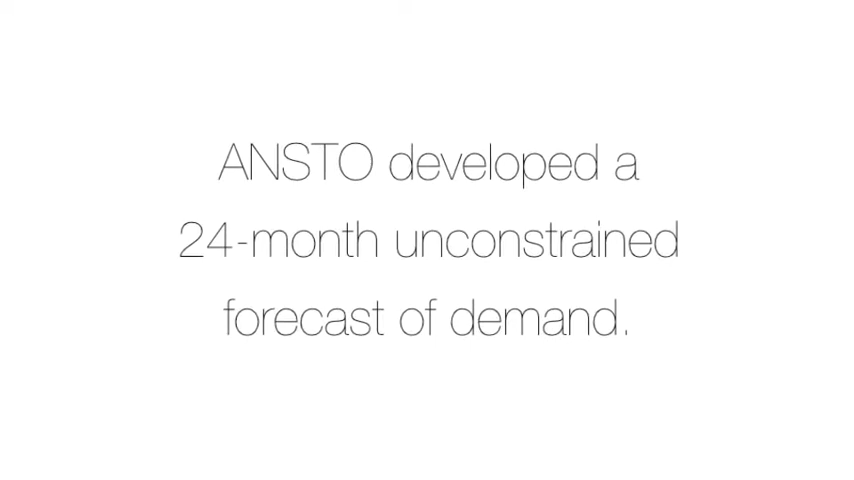 ANSTO developed a
24-month unconstrained
forecast of demand.